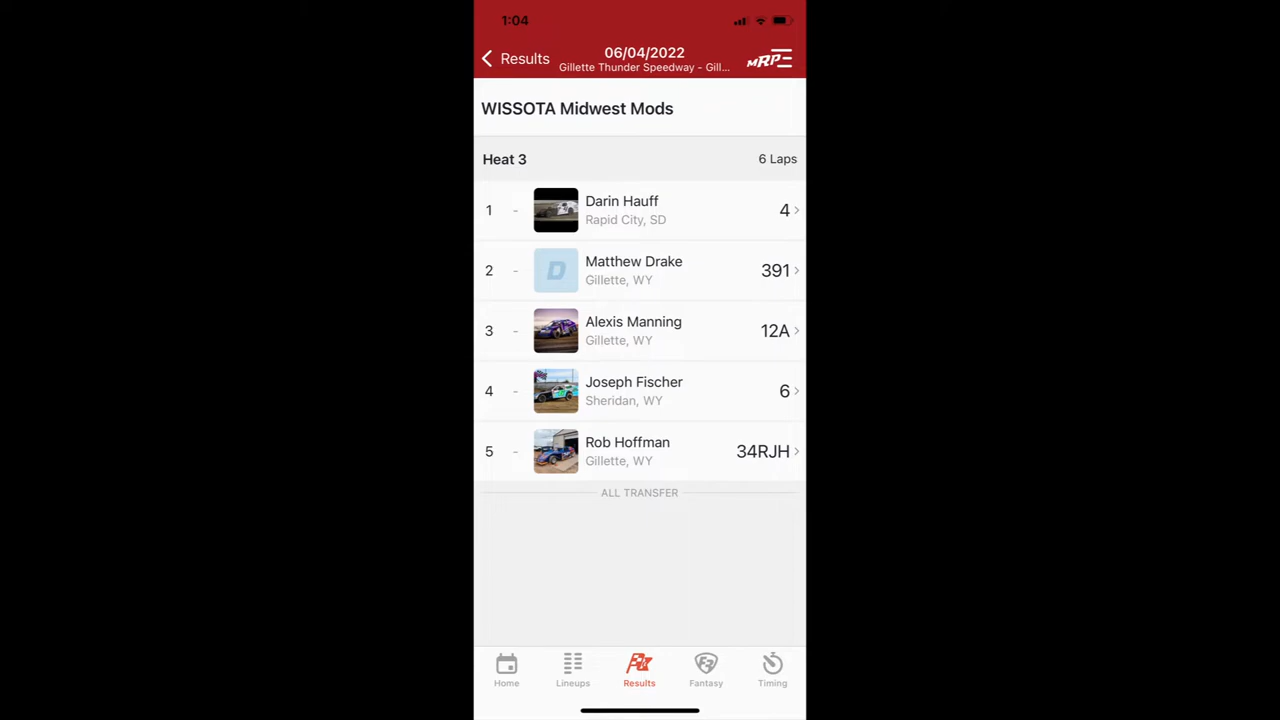 1:04
Results
06/04/2022
Gillette Thunder Speedway - Gill...
MRP
WISSOTA Midwest Mods
Heat 3
6 Laps
1 - Darin Hauff 4
Rapid City, SD
2 - D Matthew Drake 391
Gillette, WY
3 - Alexis Manning 12A
Gillette, WY
4 - Joseph Fischer 6
Sheridan, WY
5 - Rob Hoffman 34RJH
Gillette, WY
ALL TRANSFER
Home Lineups Results Fantasy Timing